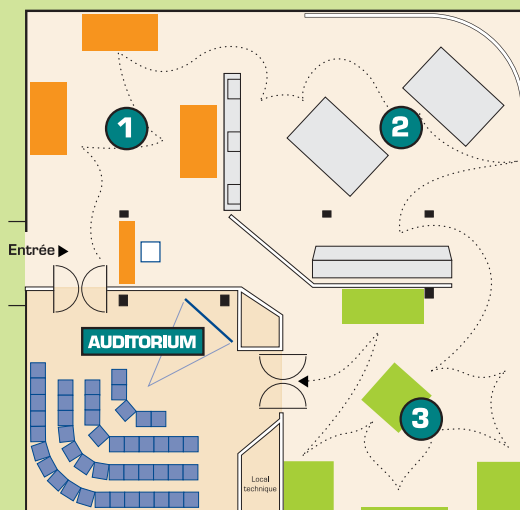 1
2
Entrée
AUDITORIUM
3
Local
technique